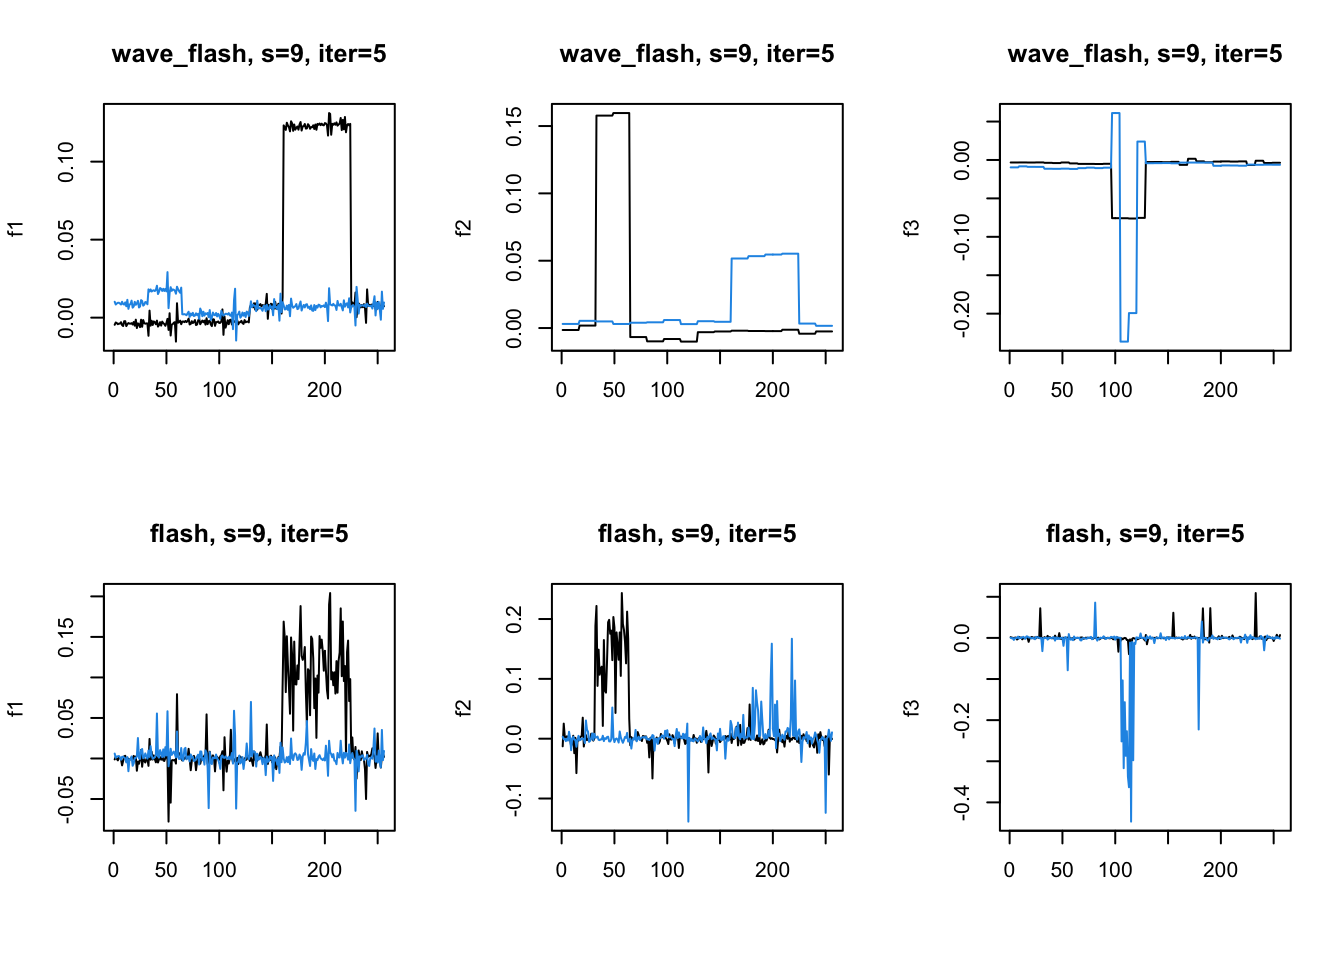 wave_flash, s=9, iter=5
f1
0.00 0.05 0.10
0 50 100 200
wave_flash, s=9, iter=5
f2
0.00 0.05 0.10 0.15
0 50 100 200
wave_flash, s=9, iter=5
f3
-0.20 -0.10 0.00
0 50 100 200
flash, s=9, iter=5
f1
-0.05 0.05 0.15
0 50 100 200
flash, s=9, iter=5
f2
-0.1 0.0 0.1 0.2
0 50 100 200
flash, s=9, iter=5
f3
-0.4 -0.2 0.0
0 50 100 200